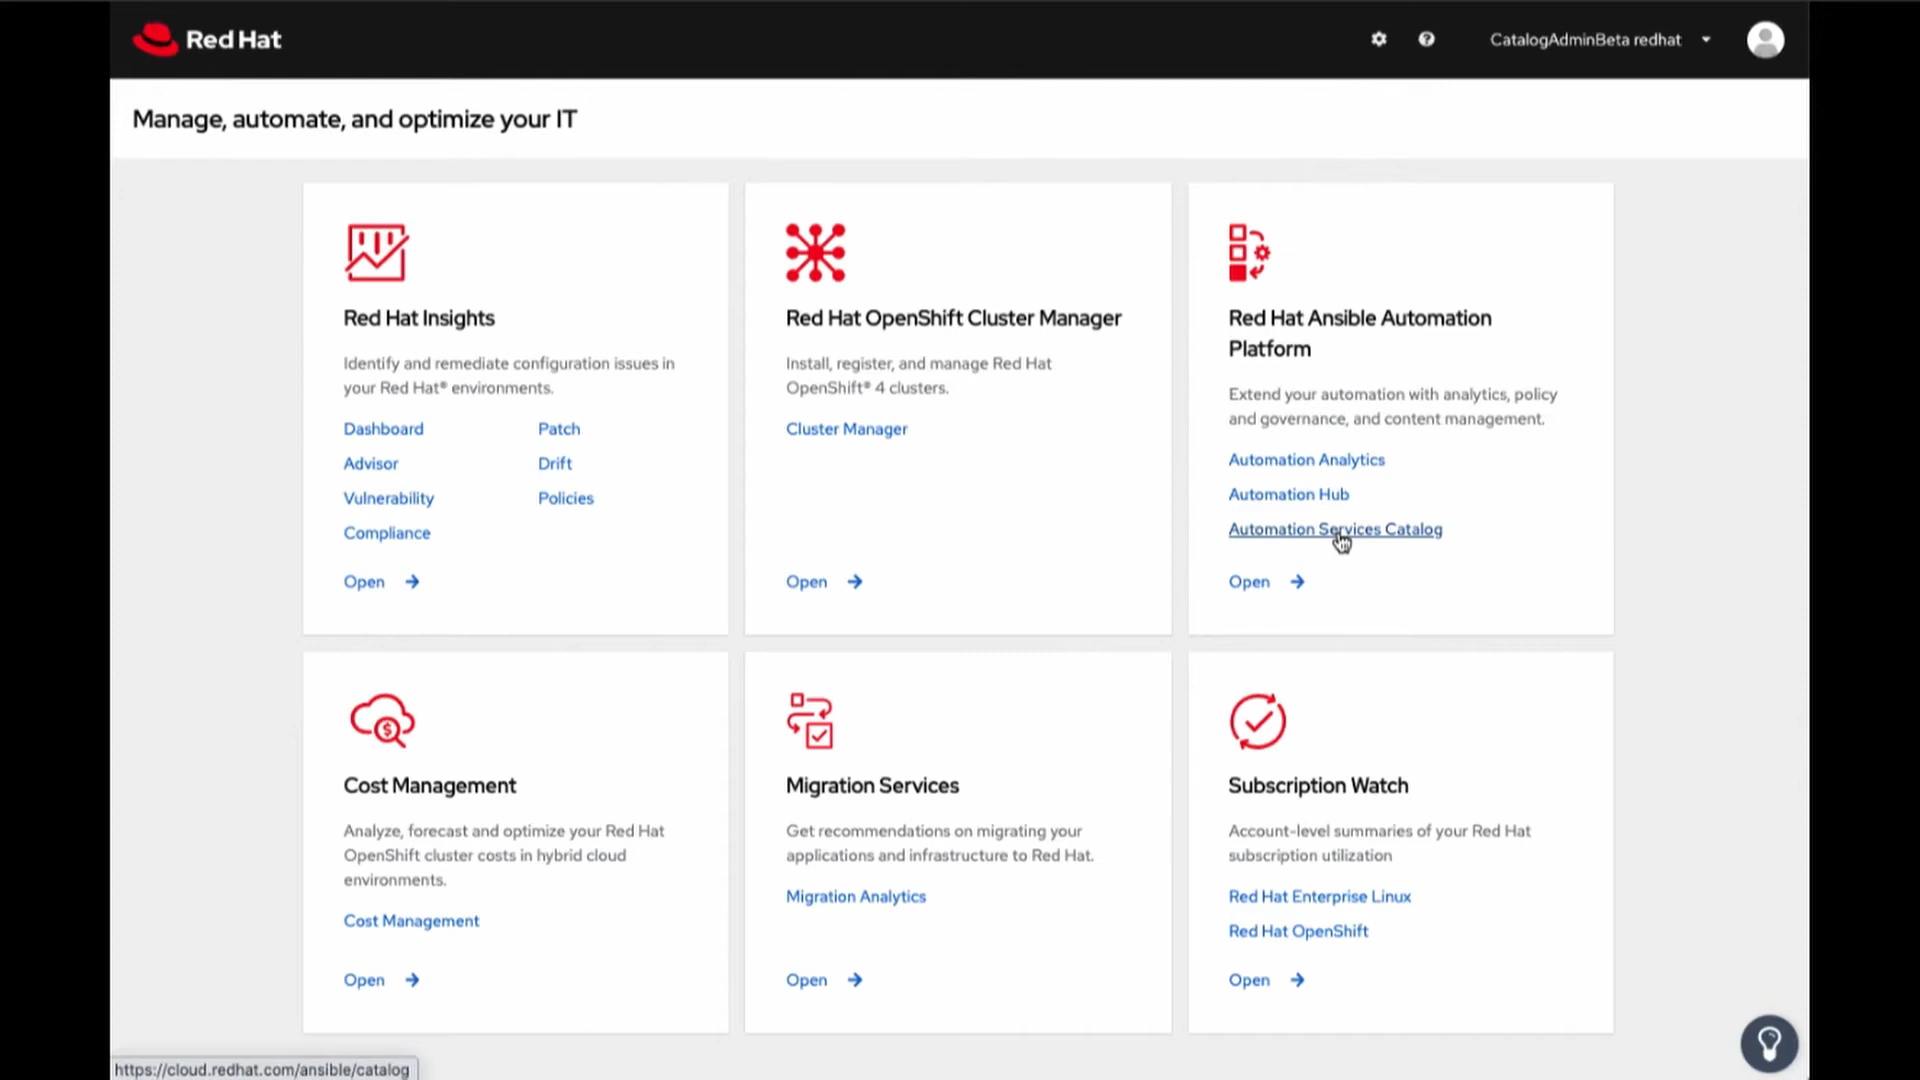 Red Hat
CatalogAdminBeta redhat
Manage, automate, and optimize your IT
Red Hat Insights
Identify and remediate configuration issues in
your Red Hat® environments.
Dashboard
Patch
Advisor
Drift
Vulnerability
Policies
Compliance
Open
Red Hat OpenShift Cluster Manager
Install, register, and manage Red Hat
OpenShift® 4 clusters.
Cluster Manager
Open
Red Hat Ansible Automation
Platform
Extend your automation with analytics, policy
and governance, and content management.
Automation Analytics
Automation Hub
Automation Services Catalog
Open
Cost Management
Analyze, forecast and optimize your Red Hat
OpenShift cluster costs in hybrid cloud
environments.
Cost Management
Open
Migration Services
Get recommendations on migrating your
applications and infrastructure to Red Hat.
Migration Analytics
Open
Subscription Watch
Account-level summaries of your Red Hat
subscription utilization
Red Hat Enterprise Linux
Red Hat OpenShift
Open
https://cloud.redhat.com/ansible/catalog